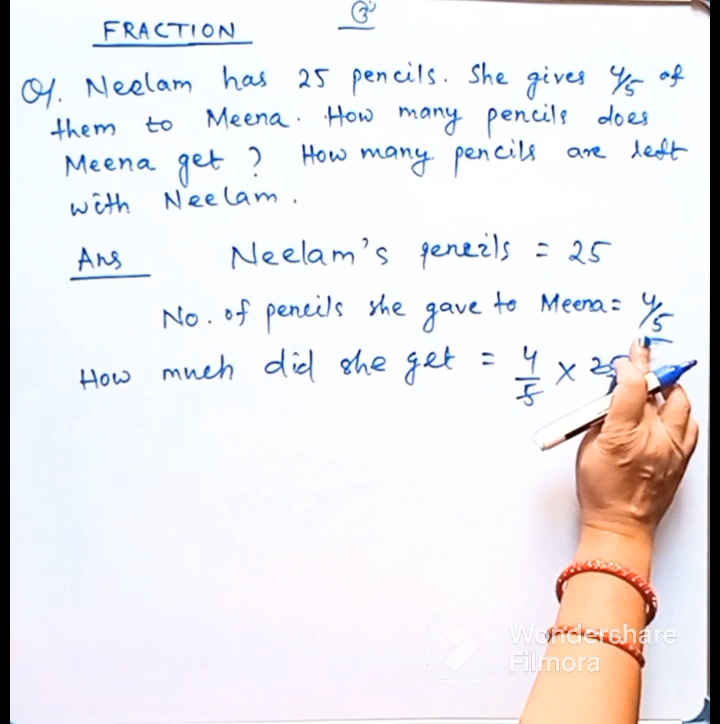 FRACTION
3
Q1. Neelam has 25 pencils. She gives 4/5 of
them to Meena. How many pencils does
Meena get? How many pencils are left
with Neelam.
Ans Neelam's pencils = 25
No. of pencils she gave to Meena = 4/5
How much did she get = 4/5 × 25
Wondershare
Filmora